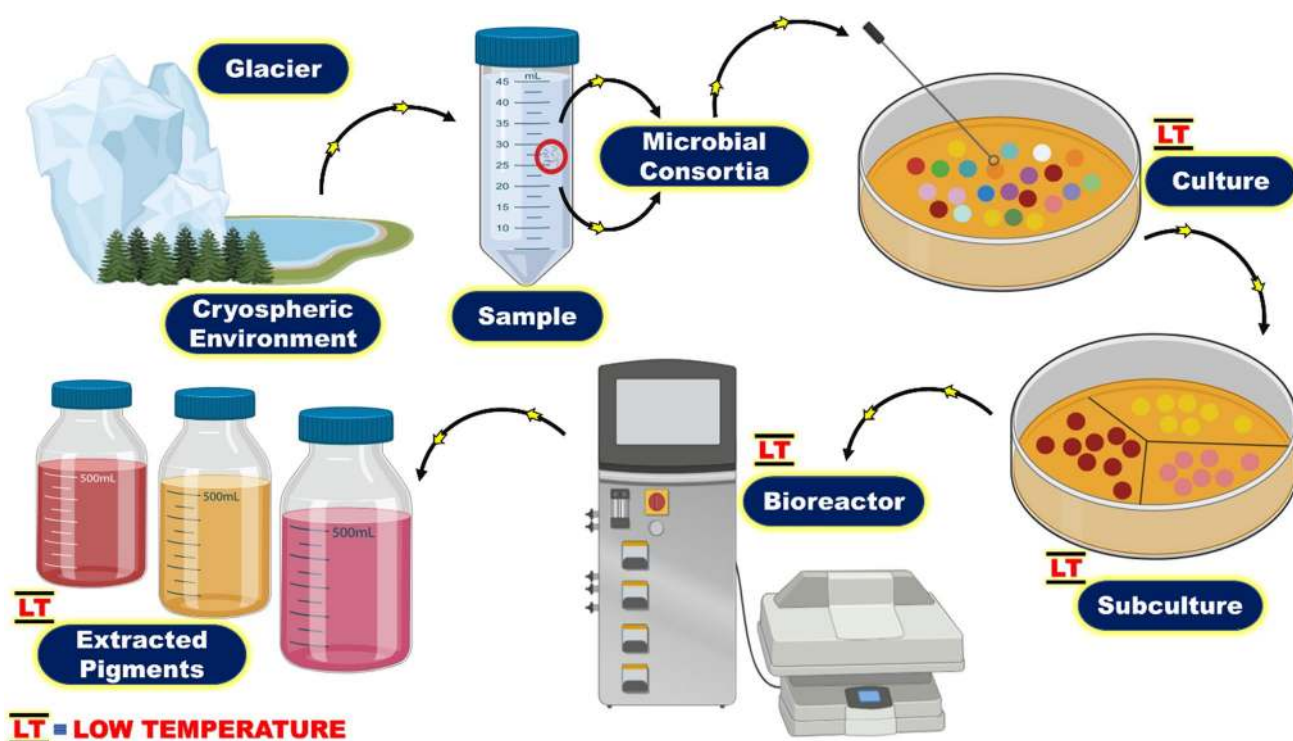 Glacier
Cryospheric
Environment
mL
45
40
35
30
25
20
15
10
Sample
Microbial
Consortia
LT
Culture
LT
Subculture
LT
Bioreactor
500mL
500mL
500mL
LT
Extracted
Pigments
LT = LOW TEMPERATURE